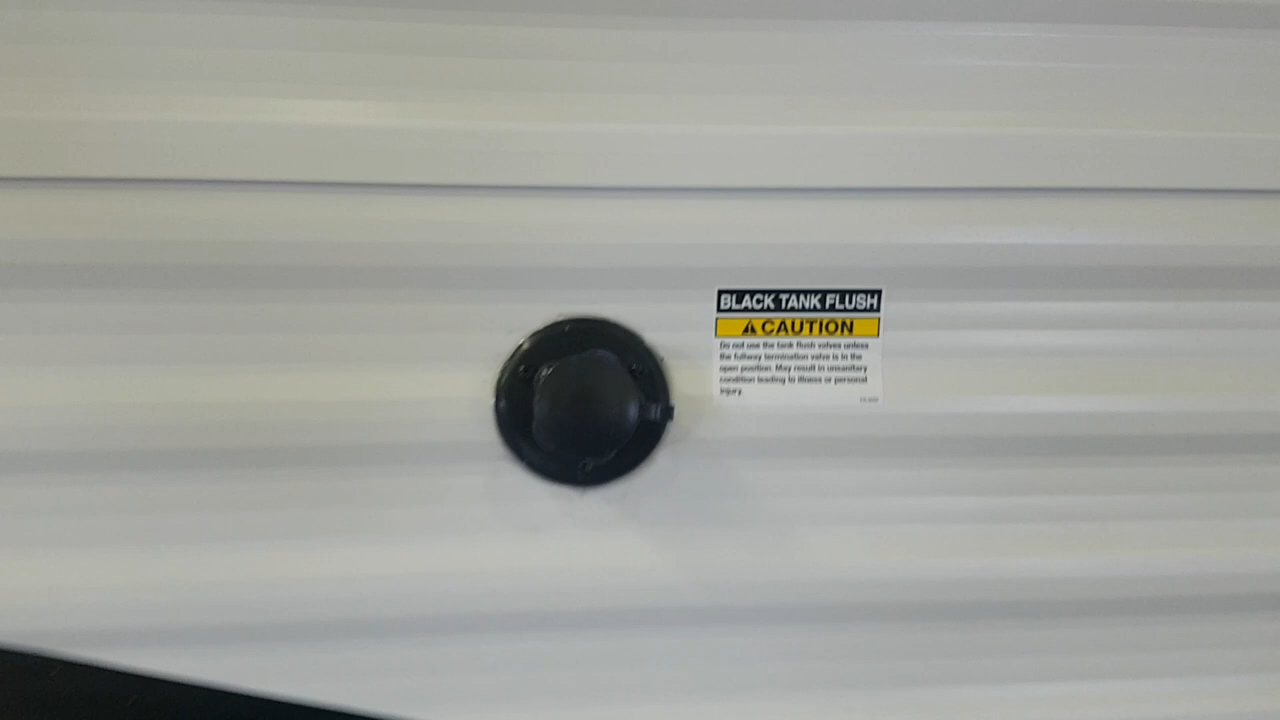 BLACK TANK FLUSH
CAUTION
Do not use the tank flush valves unless
the fullway termination valve is in the
open position. May result in unsanitary
condition leading to illness or personal
injury.